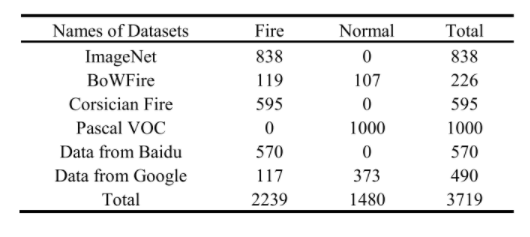 Names of Datasets Fire Normal Total
ImageNet 838 0 838
BoWFire 119 107 226
Corsician Fire 595 0 595
Pascal VOC 0 1000 1000
Data from Baidu 570 0 570
Data from Google 117 373 490
Total 2239 1480 3719